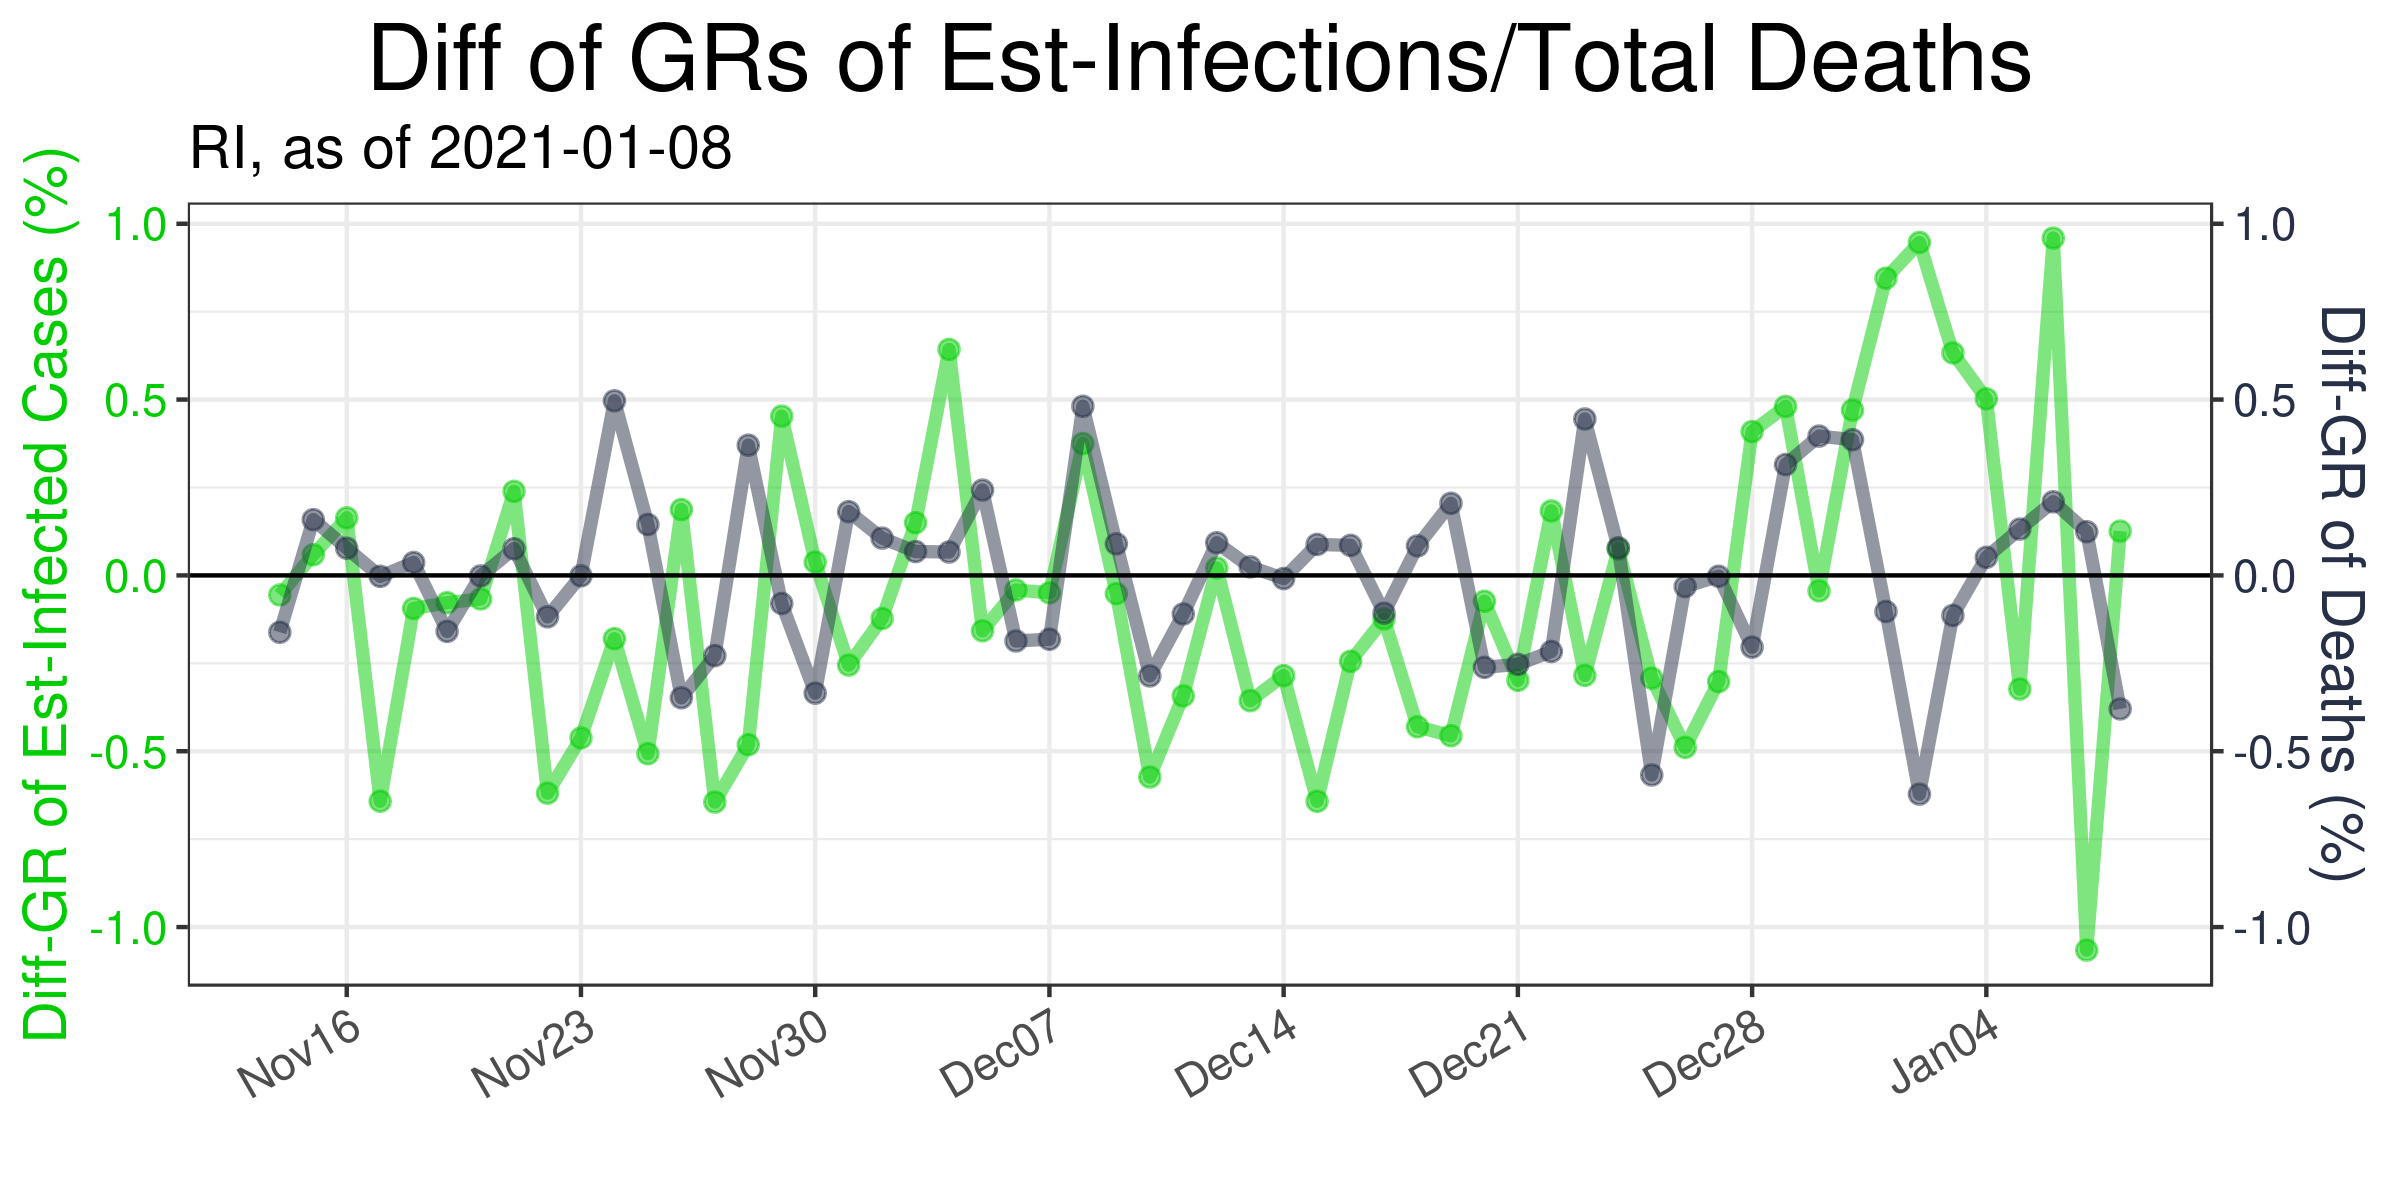 Diff of GRs of Est-Infections/Total Deaths
RI, as of 2021-01-08
Diff-GR of Est-Infected Cases (%)
1.0
0.5
0.0
-0.5
-1.0
1.0
0.5
0.0
-0.5
-1.0
Diff-GR of Deaths (%)
Nov16
Nov23
Nov30
Dec07
Dec14
Dec21
Dec28
Jan04